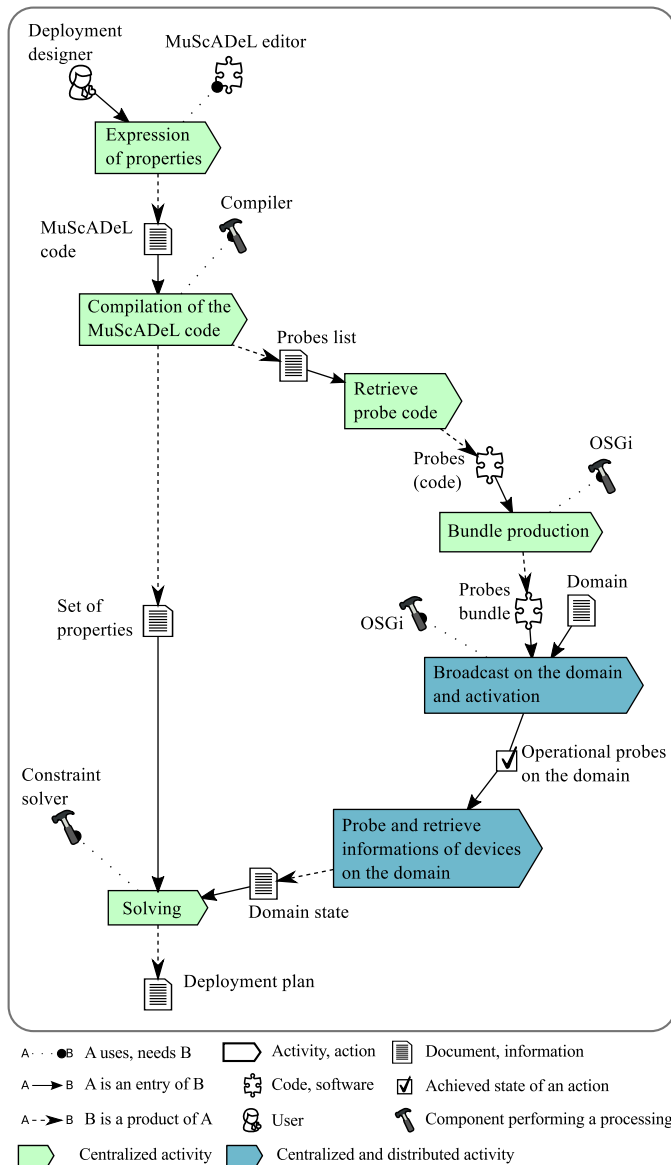 Deployment
designer
MuScADeL editor
Expression
of properties
MuScADeL
code
Compiler
Compilation of the
MuScADeL code
Probes list
Retrieve
probe code
Probes
(code)
OSGi
Bundle production
Set of
properties
Probes
bundle
Domain
OSGi
Broadcast on the domain
and activation
Operational probes
on the domain
Constraint
solver
Probe and retrieve
informations of devices
on the domain
Solving
Domain state
Deployment plan
A B A uses, needs B
Activity, action
Document, information
A B A is an entry of B
Code, software
Achieved state of an action
A B B is a product of A
User
Component performing a processing
Centralized activity
Centralized and distributed activity